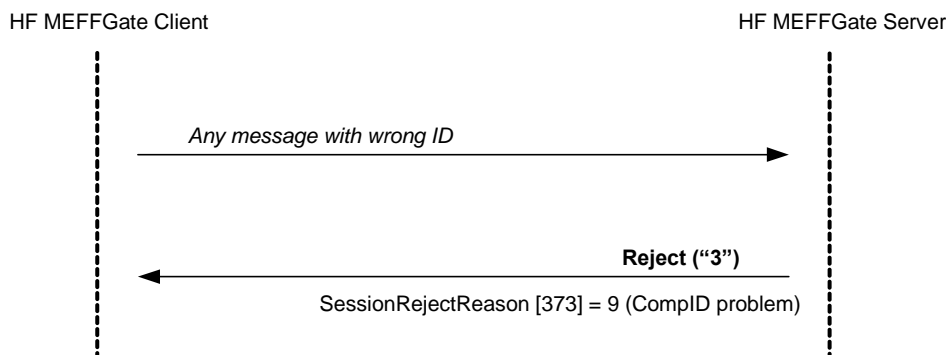 HF MEFFGate Client
HF MEFFGate Server
Any message with wrong ID
Reject (“3”)
SessionRejectReason [373] = 9 (CompID problem)